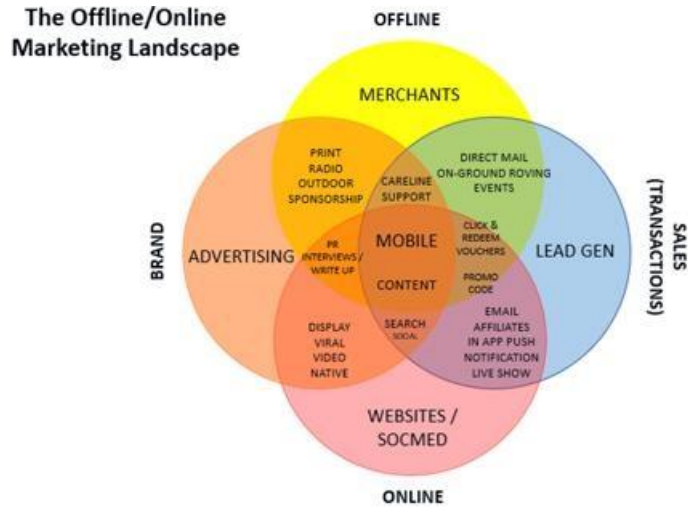 The Offline/Online
Marketing Landscape
OFFLINE
MERCHANTS
PRINT
RADIO
OUTDOOR
SPONSORSHIP
CARELINE
SUPPORT
DIRECT MAIL
ON-GROUND ROVING
EVENTS
BRAND
ADVERTISING
PR
INTERVIEWS /
WRITE UP
MOBILE
CONTENT
CLICK &
REDEEM
VOUCHERS
PROMO
CODE
LEAD GEN
SALES
(TRANSACTIONS)
DISPLAY
VIRAL
VIDEO
NATIVE
SEARCH
SOCIAL
EMAIL
AFFILIATES
IN APP PUSH
NOTIFICATION
LIVE SHOW
WEBSITES /
SOCMED
ONLINE